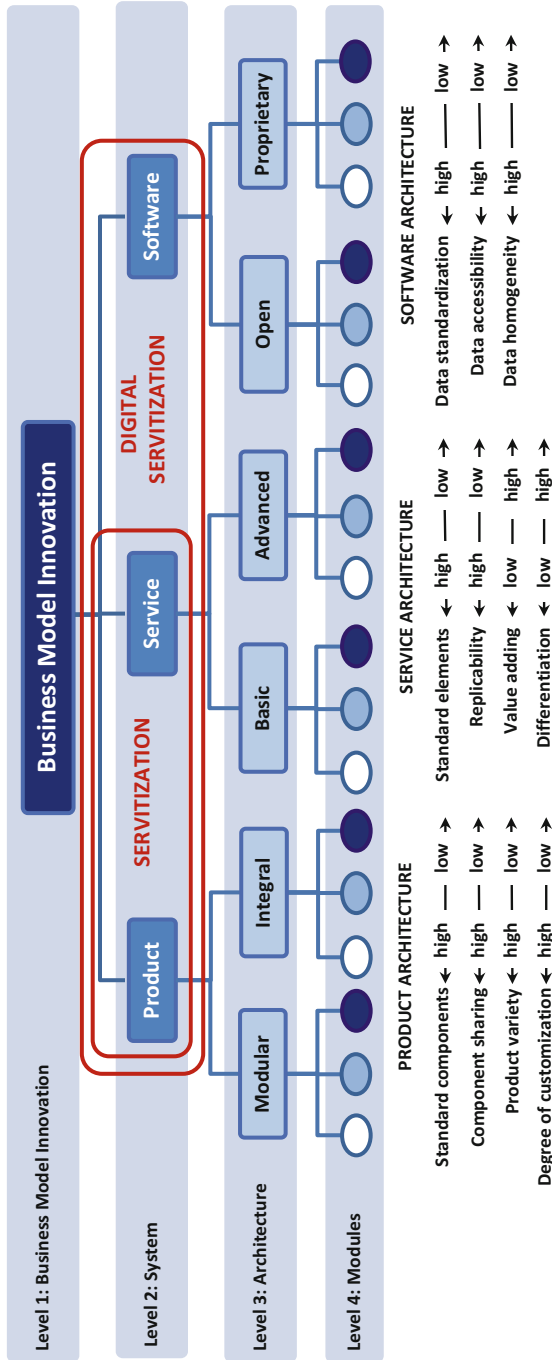 Level 1: Business Model Innovation
Business Model Innovation
Level 2: System
Product
SERVITIZATION
Service
DIGITAL
SERVITIZATION
Software
Level 3: Architecture
Modular
Integral
Basic
Advanced
Open
Proprietary
Level 4: Modules
PRODUCT ARCHITECTURE
Standard components ← high — low →
Component sharing ← high — low →
Product variety ← high — low →
Degree of customization ← high — low →
SERVICE ARCHITECTURE
Standard elements ← high — low →
Replicability ← high — low →
Value adding ← low — high →
Differentiation ← low — high →
SOFTWARE ARCHITECTURE
Data standardization ← high — low →
Data accessibility ← high — low →
Data homogeneity ← high — low →